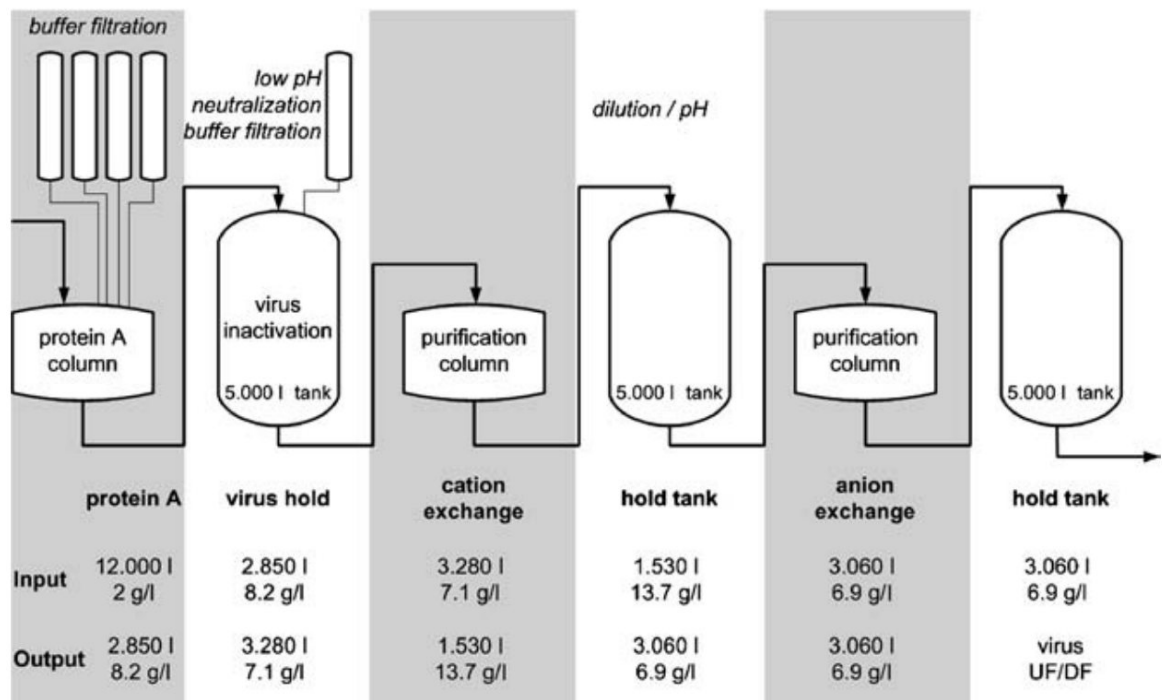 buffer filtration
low pH
neutralization
buffer filtration
dilution / pH
protein A
column
virus
inactivation
5.000 l tank
purification
column
5.000 l tank
purification
column
5.000 l tank
protein A
virus hold
cation
exchange
hold tank
anion
exchange
hold tank
Input
12.000 l
2 g/l
2.850 l
8.2 g/l
3.280 l
7.1 g/l
1.530 l
13.7 g/l
3.060 l
6.9 g/l
3.060 l
6.9 g/l
Output
2.850 l
8.2 g/l
3.280 l
7.1 g/l
1.530 l
13.7 g/l
3.060 l
6.9 g/l
3.060 l
6.9 g/l
virus
UF/DF